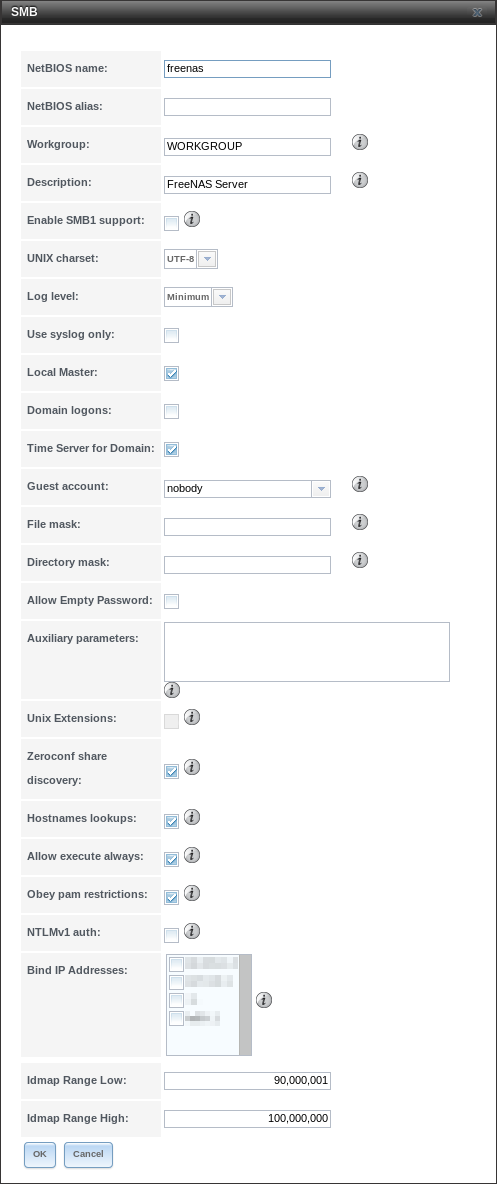 SMB x
NetBIOS name: freenas
NetBIOS alias:
Workgroup: WORKGROUP i
Description: FreeNAS Server i
Enable SMB1 support: i
UNIX charset: UTF-8
Log level: Minimum
Use syslog only:
Local Master:
Domain logons:
Time Server for Domain:
Guest account: nobody i
File mask: i
Directory mask: i
Allow Empty Password:
Auxiliary parameters:
i
Unix Extensions: i
Zeroconf share
discovery: i
Hostnames lookups: i
Allow execute always: i
Obey pam restrictions: i
NTLMv1 auth: i
Bind IP Addresses: i
Idmap Range Low: 90,000,001
Idmap Range High: 100,000,000
OK Cancel